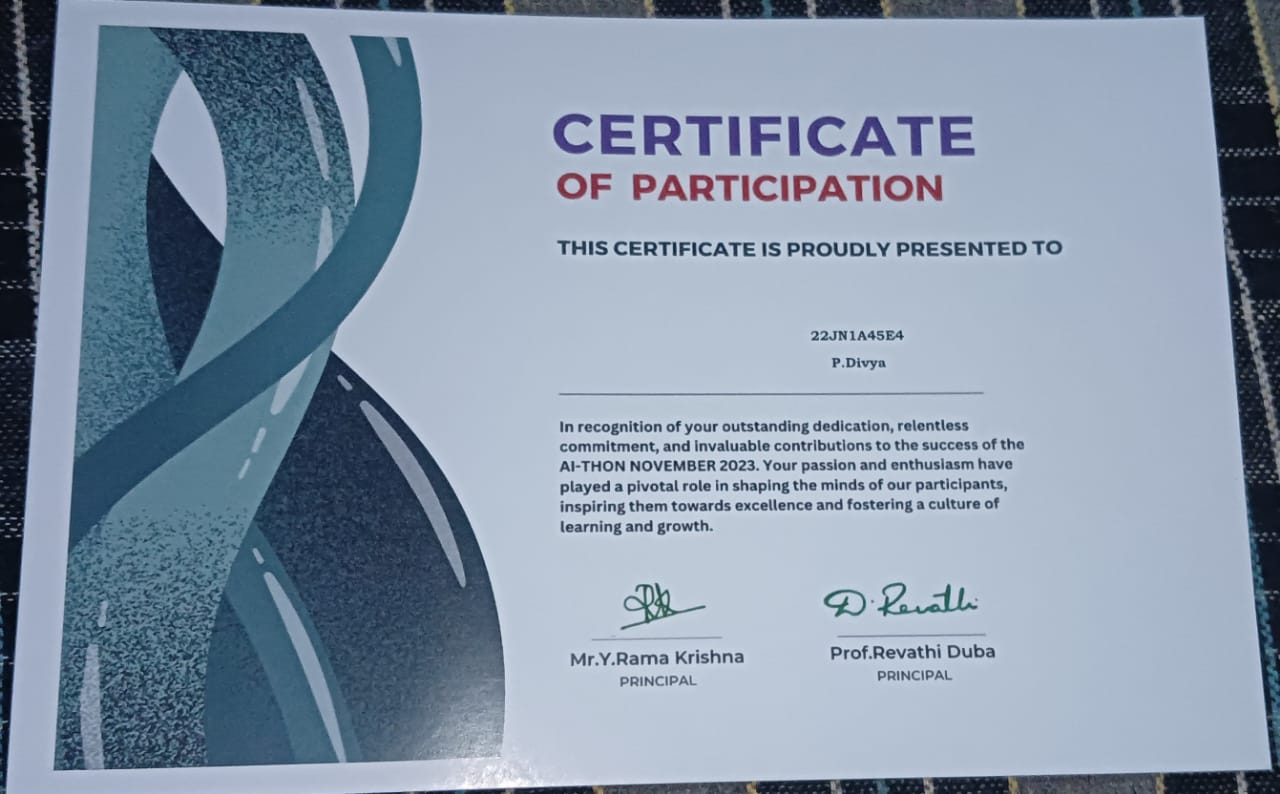 CERTIFICATE
OF PARTICIPATION
THIS CERTIFICATE IS PROUDLY PRESENTED TO
22JN1A45E4
P.Divya
In recognition of your outstanding dedication, relentless
commitment, and invaluable contributions to the success of the
AI-THON NOVEMBER 2023. Your passion and enthusiasm have
played a pivotal role in shaping the minds of our participants,
inspiring them towards excellence and fostering a culture of
learning and growth.
D. Revathi
Mr.Y.Rama Krishna
PRINCIPAL
Prof.Revathi Duba
PRINCIPAL